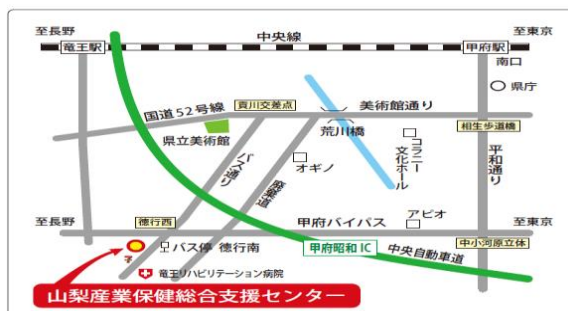 至長野
中央線
至東京
竜王駅
甲府駅
南口
県庁
国道52号線
貢川交差点
美術館通り
県立美術館
荒川橋
相生歩道橋
コラニー
文化ホール
平和通り
バス通り
オギノ
廃軌道
至長野
徳行西
甲府バイパス
アピオ
至東京
バス停 徳行南
甲府昭和IC
中央自動車道
中小河原立体
竜王リハビリテーション病院
山梨産業保健総合支援センター